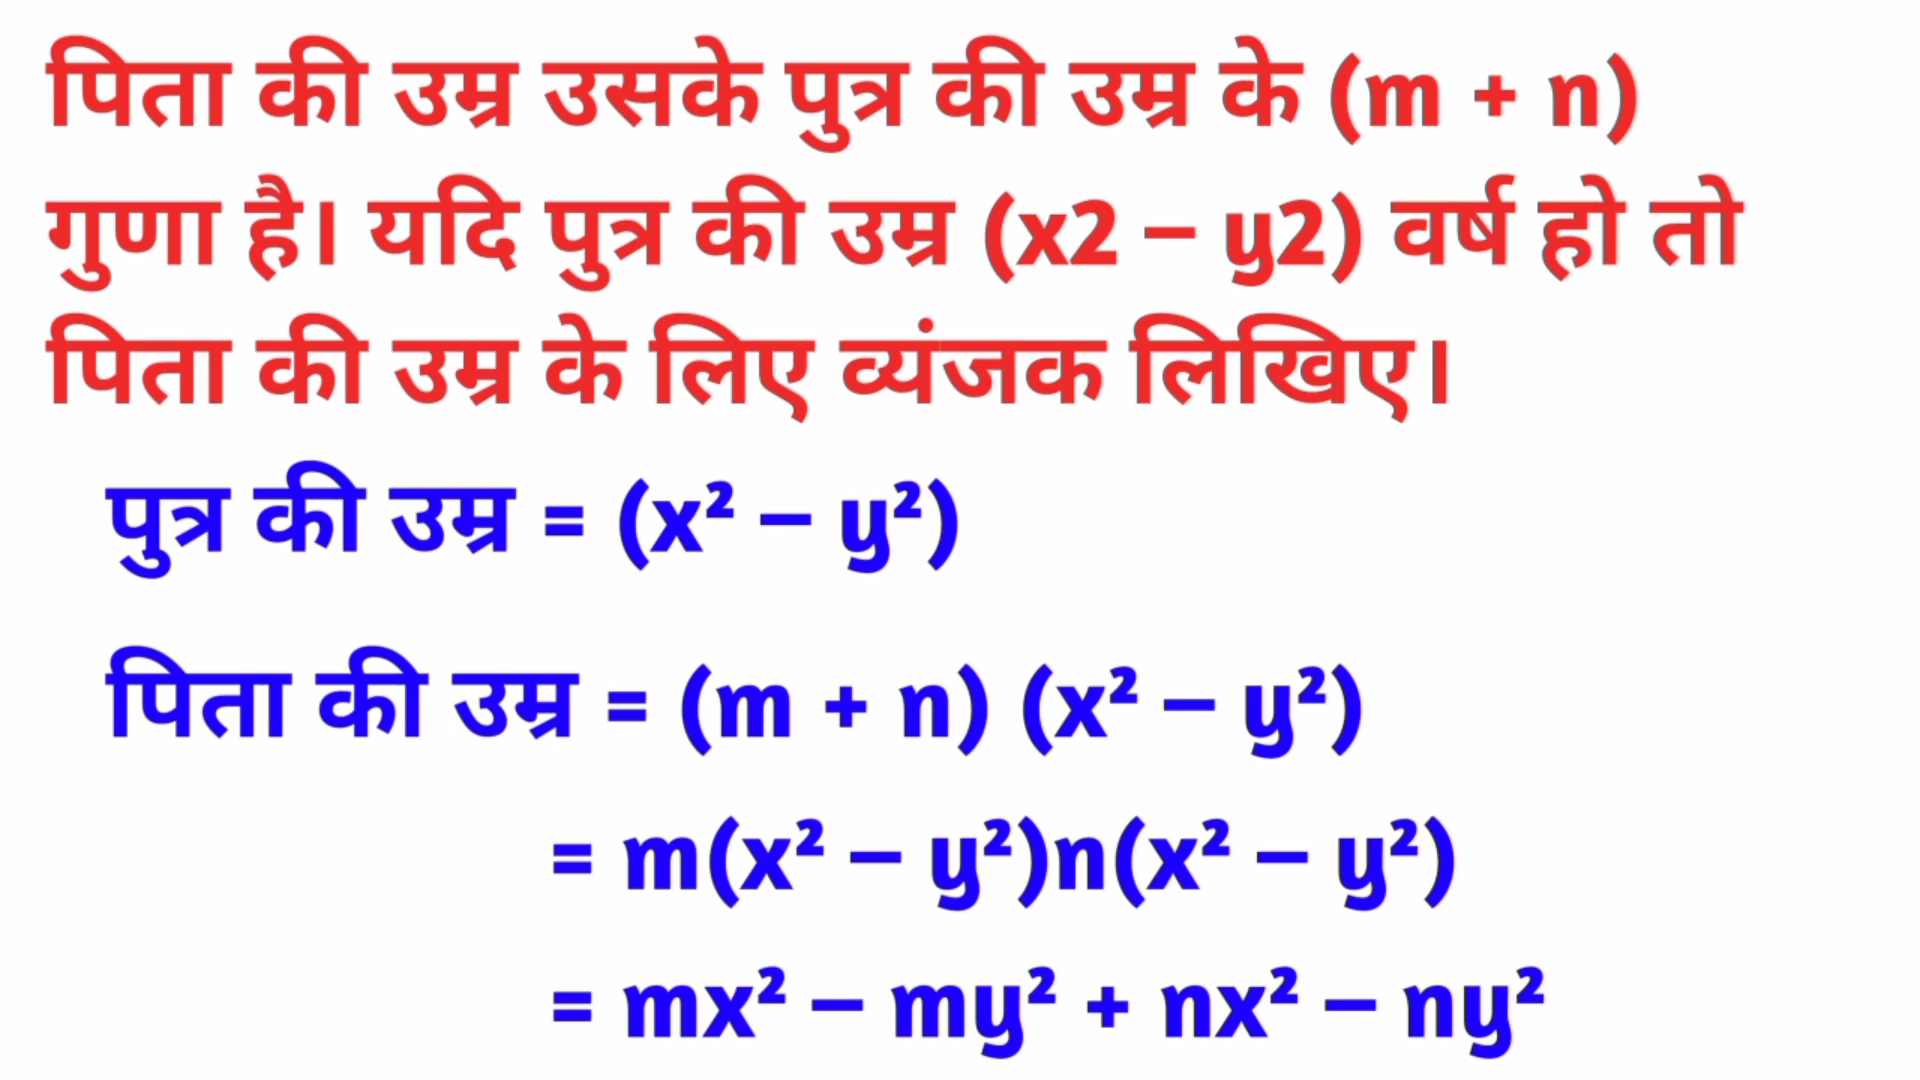 पिता की उम्र उसके पुत्र की उम्र के (m + n)
गुणा है। यदि पुत्र की उम्र (x2 – y2) वर्ष हो तो
पिता की उम्र के लिए व्यंजक लिखिए।
पुत्र की उम्र = (x² – y²)
पिता की उम्र = (m + n) (x² – y²)
= m(x² – y²)n(x² – y²)
= mx² – my² + nx² – ny²